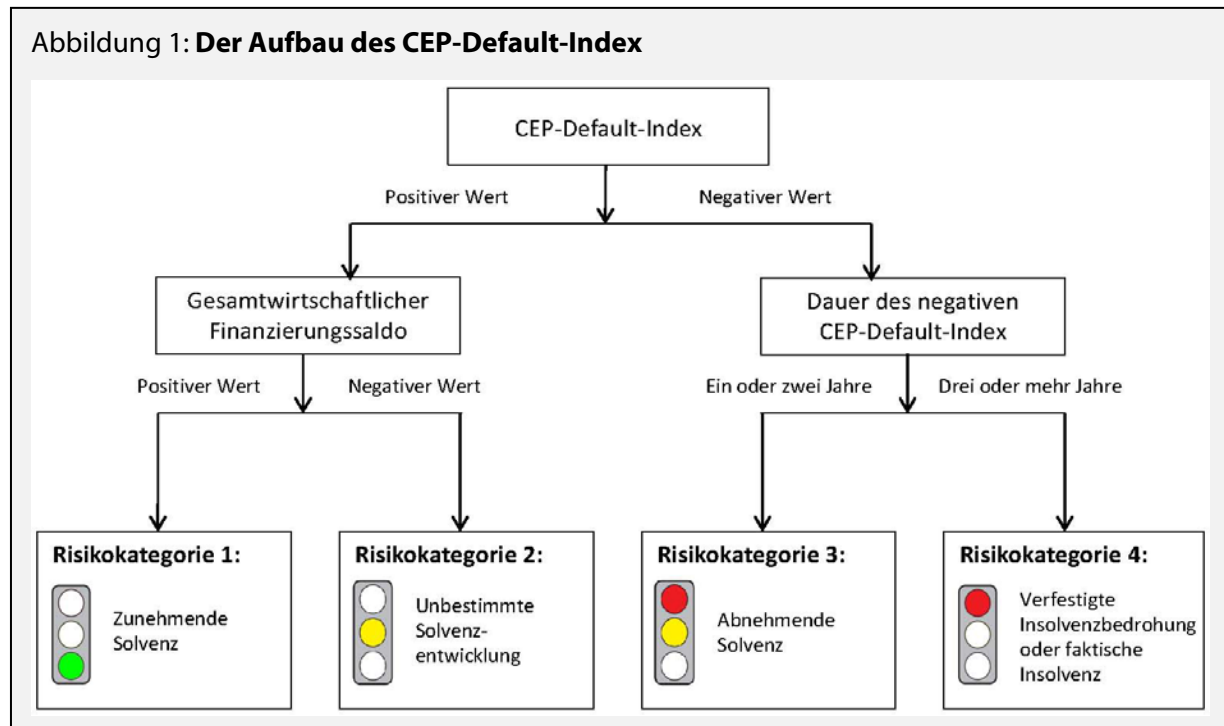 Abbildung 1: Der Aufbau des CEP-Default-Index
CEP-Default-Index
Positiver Wert
Negativer Wert
Gesamtwirtschaftlicher
Finanzierungssaldo
Dauer des negativen
CEP-Default-Index
Positiver Wert
Negativer Wert
Ein oder zwei Jahre
Drei oder mehr Jahre
Risikokategorie 1:
Zunehmende
Solvenz
Risikokategorie 2:
Unbestimmte
Solvenz-
entwicklung
Risikokategorie 3:
Abnehmende
Solvenz
Risikokategorie 4:
Verfestigte
Insolvenzbedrohung
oder faktische
Insolvenz